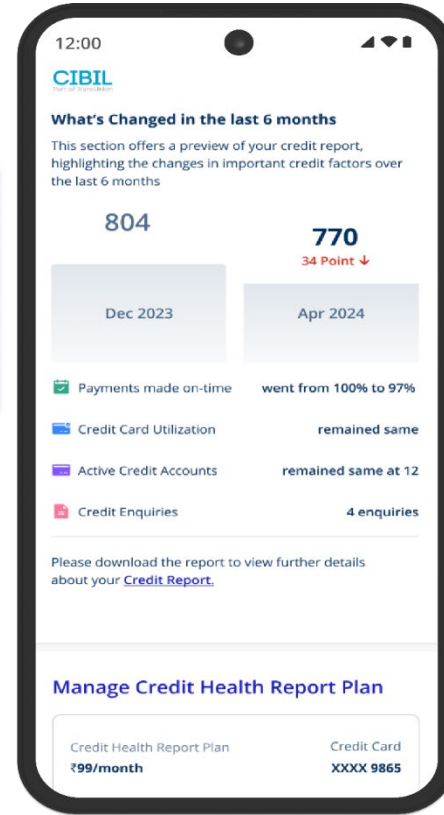 12:00
CIBIL
Part of TransUnion
What's Changed in the last 6 months
This section offers a preview of your credit report,
highlighting the changes in important credit factors over
the last 6 months
804
770
34 Point ↓
Dec 2023
Apr 2024
Payments made on-time went from 100% to 97%
Credit Card Utilization remained same
Active Credit Accounts remained same at 12
Credit Enquiries 4 enquiries
Please download the report to view further details
about your Credit Report.
Manage Credit Health Report Plan
Credit Health Report Plan Credit Card
₹99/month XXXX 9865